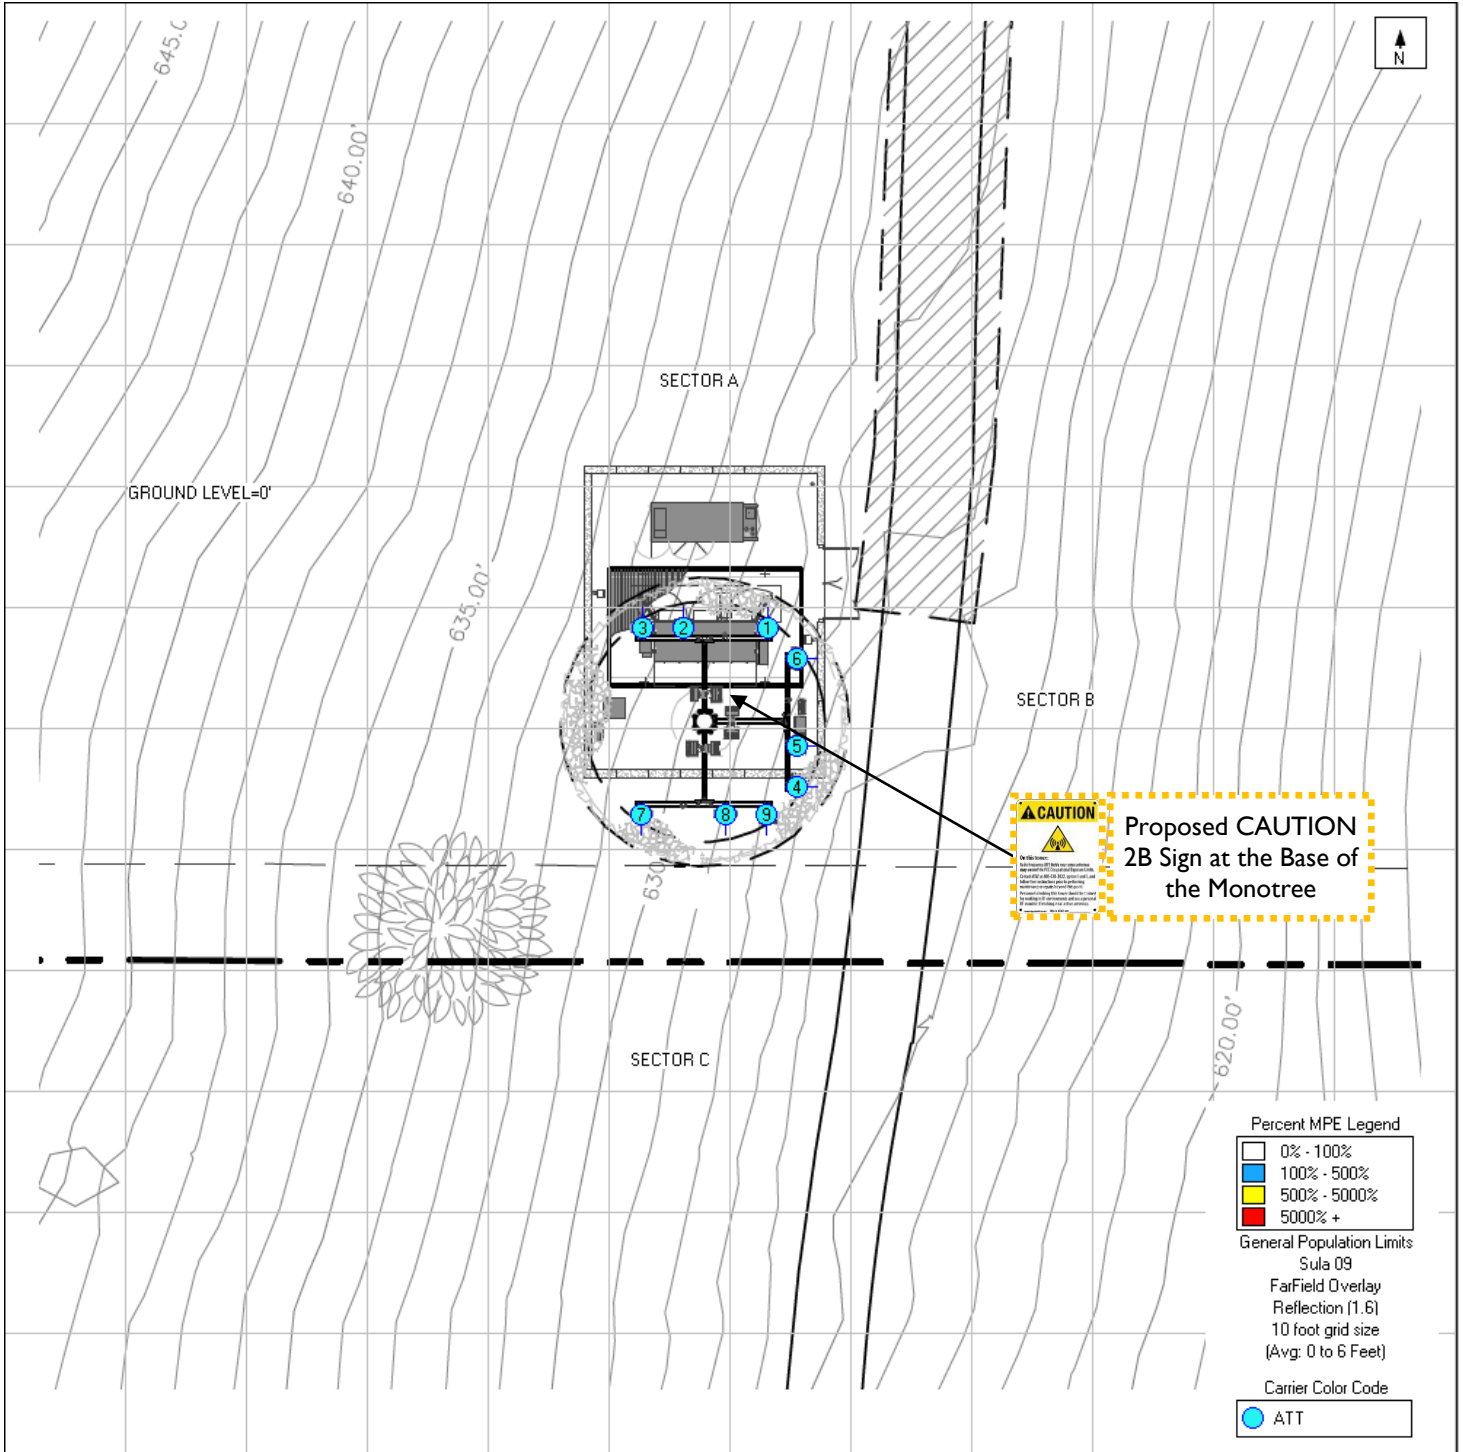 645.0
N
640.00'
SECTOR A
GROUND LEVEL=0'
635.00'
3
2
1
6
SECTOR B
5
4
7
8
9
CAUTION
On this tower:
Proposed CAUTION
2B Sign at the Base of
the Monotree
630
SECTOR C
620.00'
Percent MPE Legend
0% - 100%
100% - 500%
500% - 5000%
5000% +
General Population Limits
Sula 09
FarField Overlay
Reflection (1.6)
10 foot grid size
(Avg: 0 to 6 Feet)
Carrier Color Code
ATT